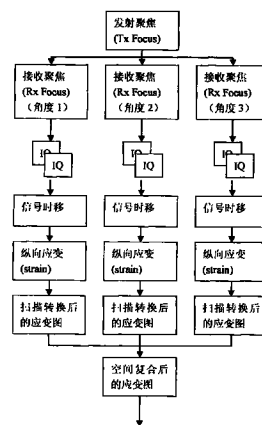 发射聚焦
(Tx Focus)
接收聚焦
(Rx Focus)
(角度 1)
接收聚焦
(Rx Focus)
(角度 2)
接收聚焦
(Rx Focus)
(角度 3)
IQ
IQ
IQ
IQ
IQ
IQ
信号时移
信号时移
信号时移
纵向应变
(strain)
纵向应变
(strain)
纵向应变
(strain)
扫描转换后
的应变图
扫描转换后
的应变图
扫描转换后
的应变图
空间复合后
的应变图